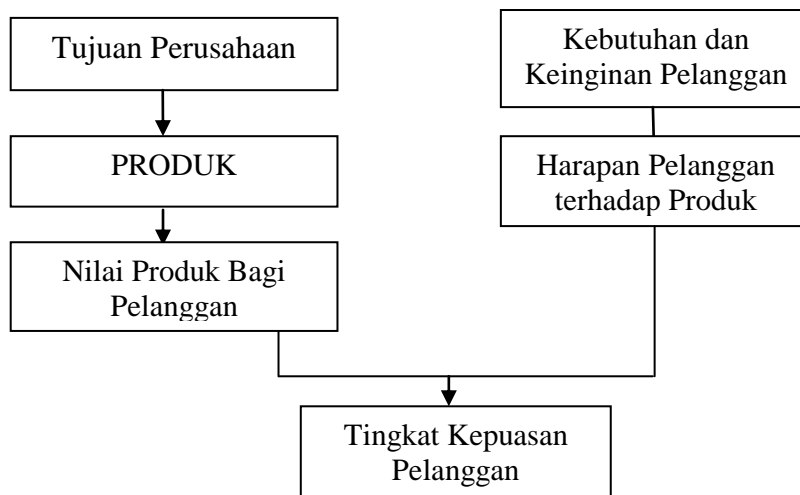 Tujuan Perusahaan
PRODUK
Nilai Produk Bagi
Pelanggan
Kebutuhan dan
Keinginan Pelanggan
Harapan Pelanggan
terhadap Produk
Tingkat Kepuasan
Pelanggan